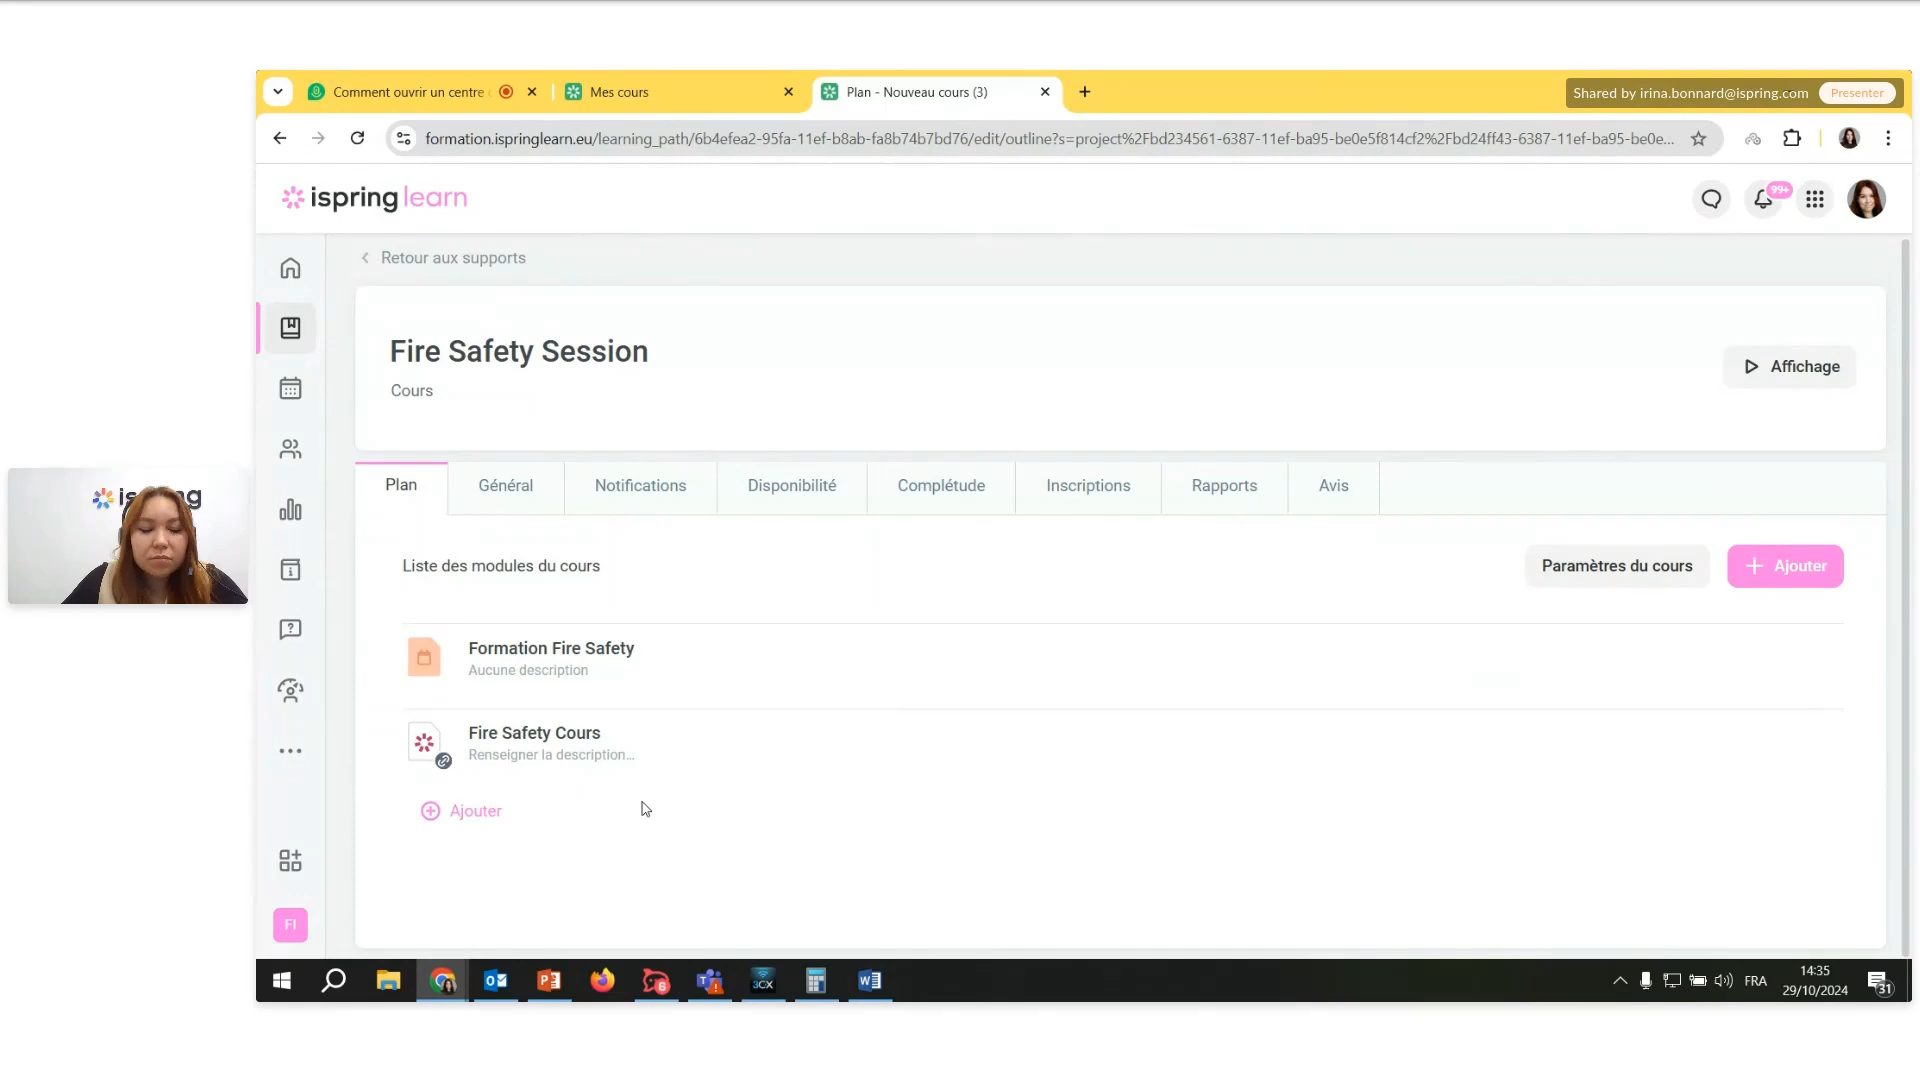 Comment ouvrir un centre
Mes cours
Plan - Nouveau cours (3)
Shared by irina.bonnard@ispring.com
Presenter
formation.ispringlearn.eu/learning_path/6b4efea2-95fa-11ef-b8ab-fa8b74b7bd76/edit/outline?s=project%2Fbd234561-6387-11ef-ba95-be0e5f814cf2%2Fbd24ff43-6387-11ef-ba95-be0e...
ispring learn
99+
Retour aux supports
Fire Safety Session
Cours
Affichage
Plan
Général
Notifications
Disponibilité
Complétude
Inscriptions
Rapports
Avis
Liste des modules du cours
Paramètres du cours
Ajouter
Formation Fire Safety
Aucune description
Fire Safety Cours
Renseigner la description...
Ajouter
FI
3CX
FRA
14:35
29/10/2024
31